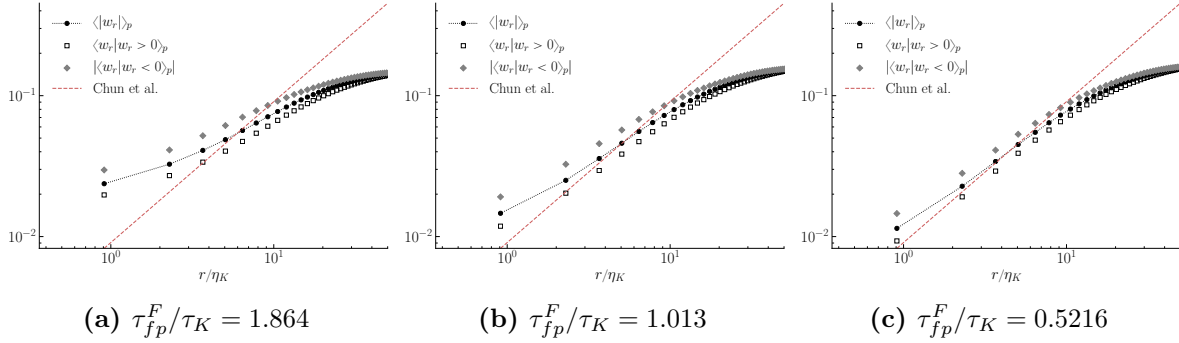 ⟨|w_r|⟩_p
⟨w_r|w_r > 0⟩_p
|⟨w_r|w_r < 0⟩_p|
Chun et al.
10^{-1}
10^{-2}
10^0
10^1
r/η_K
(a) τ^F_{fp}/τ_K = 1.864
⟨|w_r|⟩_p
⟨w_r|w_r > 0⟩_p
|⟨w_r|w_r < 0⟩_p|
Chun et al.
10^{-1}
10^{-2}
10^0
10^1
r/η_K
(b) τ^F_{fp}/τ_K = 1.013
⟨|w_r|⟩_p
⟨w_r|w_r > 0⟩_p
|⟨w_r|w_r < 0⟩_p|
Chun et al.
10^{-1}
10^{-2}
10^0
10^1
r/η_K
(c) τ^F_{fp}/τ_K = 0.5216